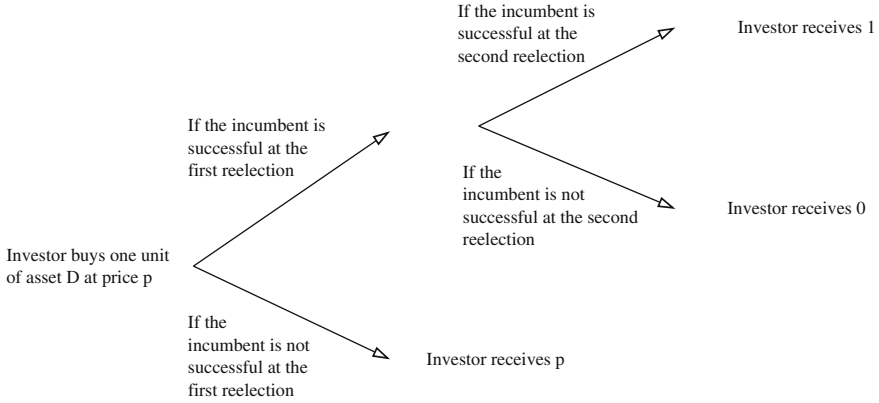 If the incumbent is
successful at the
second reelection
Investor receives 1
If the incumbent is
successful at the
first reelection
If the
incumbent is not
successful at the second
reelection
Investor receives 0
Investor buys one unit
of asset D at price p
If the
incumbent is not
successful at the
first reelection
Investor receives p